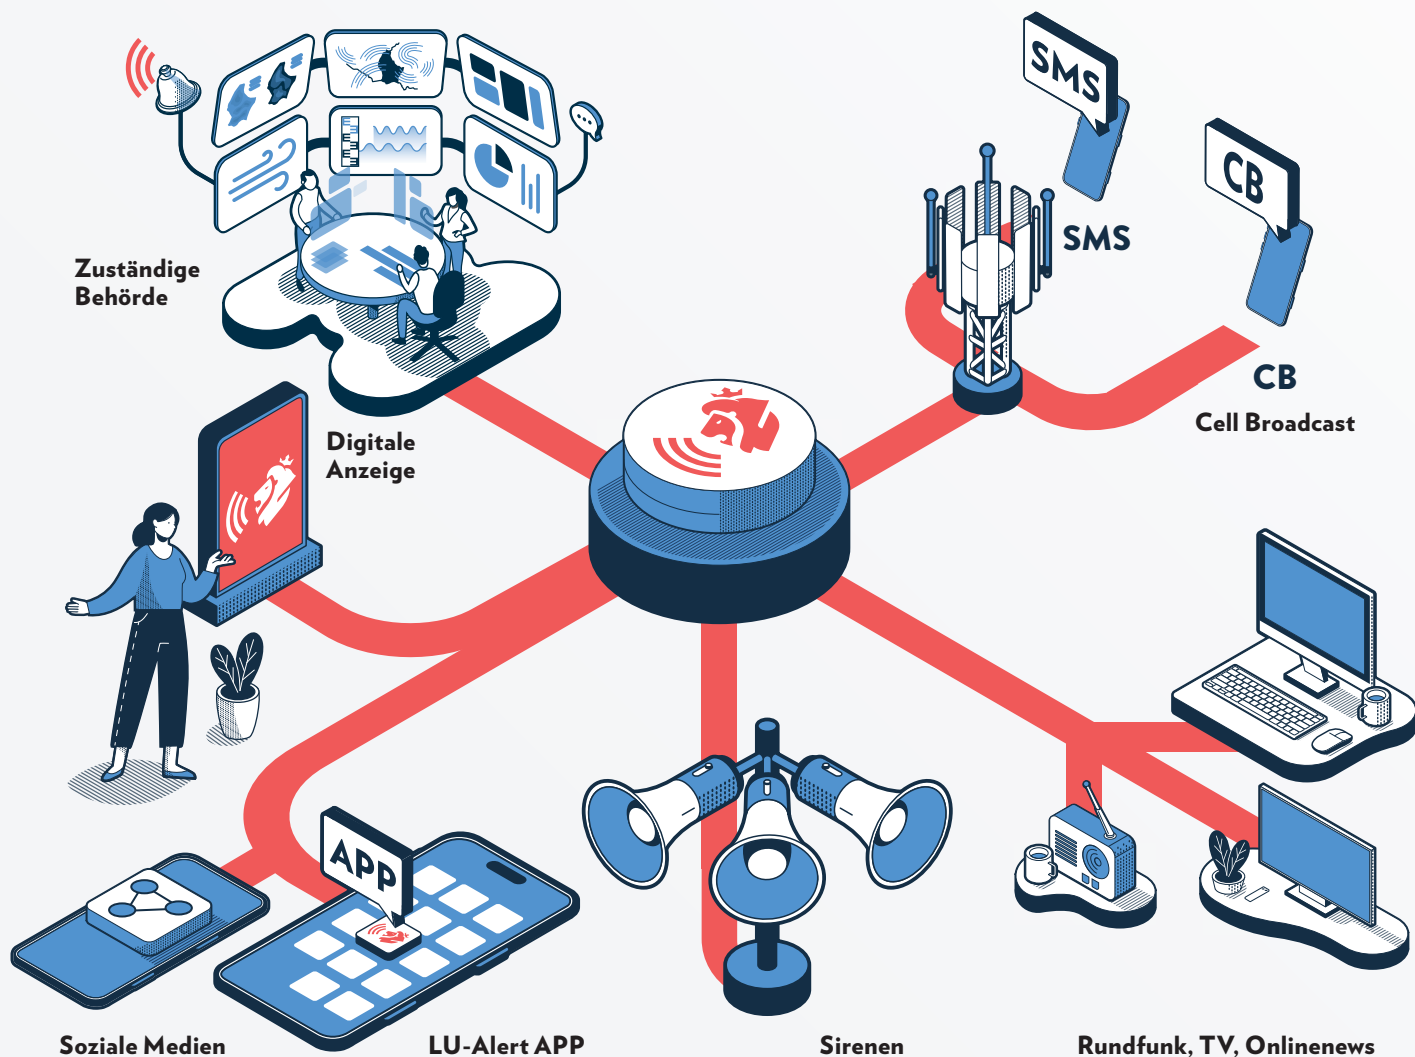 SMS
CB
SMS
Zuständige
Behörde
CB
Cell Broadcast
Digitale
Anzeige
APP
Soziale Medien
LU-Alert APP
Sirenen
Rundfunk, TV, Onlinenews